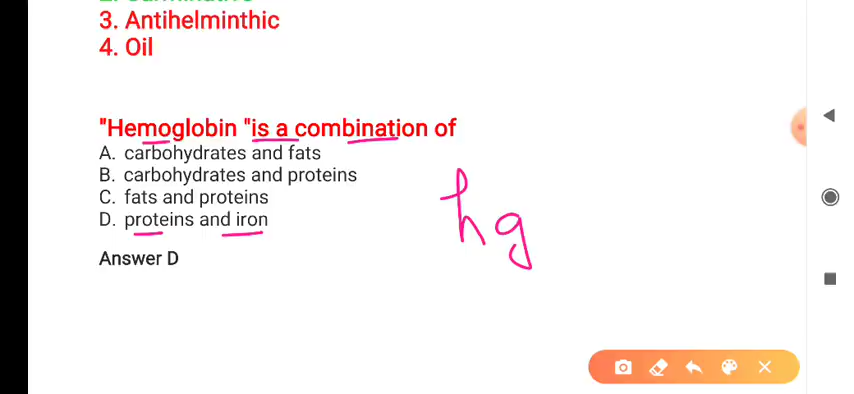 3. Antihelminthic
4. Oil
"Hemoglobin "is a combination of
A. carbohydrates and fats
B. carbohydrates and proteins
C. fats and proteins
D. proteins and iron
hg
Answer D